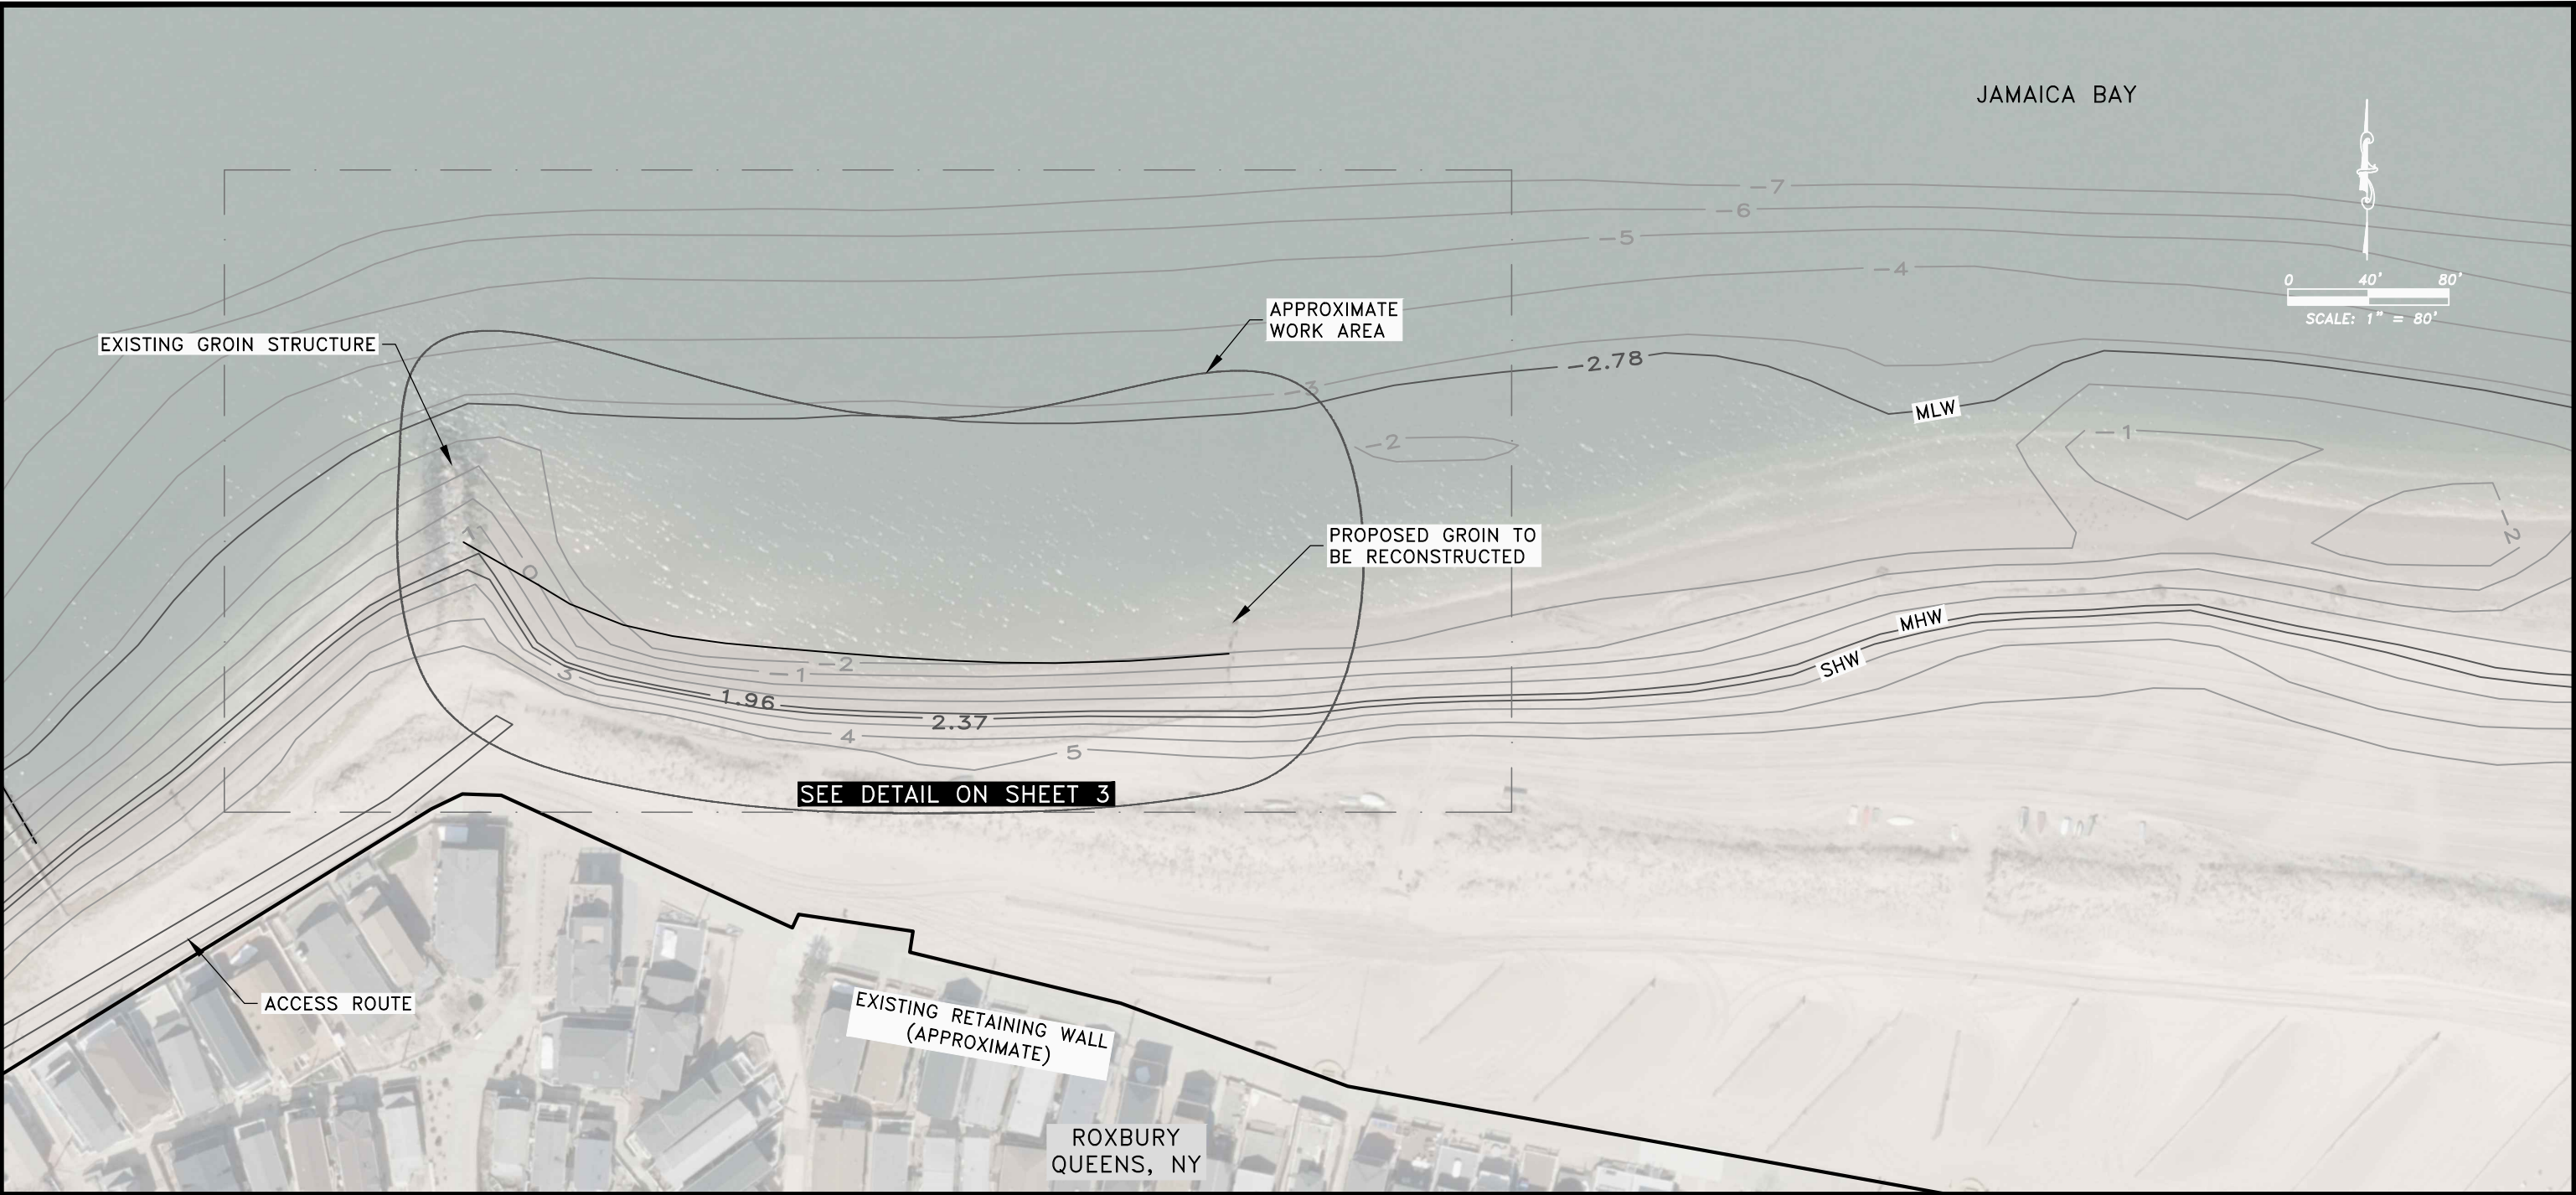 JAMAICA BAY
-7
-6
-5
-4
0 40' 80'
SCALE: 1" = 80'
APPROXIMATE
WORK AREA
EXISTING GROIN STRUCTURE
-2.78
-3
MLW
-2
-1
-2
1
PROPOSED GROIN TO
BE RECONSTRUCTED
0
MHW
SHW
-2
-1
3
1.96
2.37
4
5
SEE DETAIL ON SHEET 3
ACCESS ROUTE
EXISTING RETAINING WALL
(APPROXIMATE)
ROXBURY
QUEENS, NY